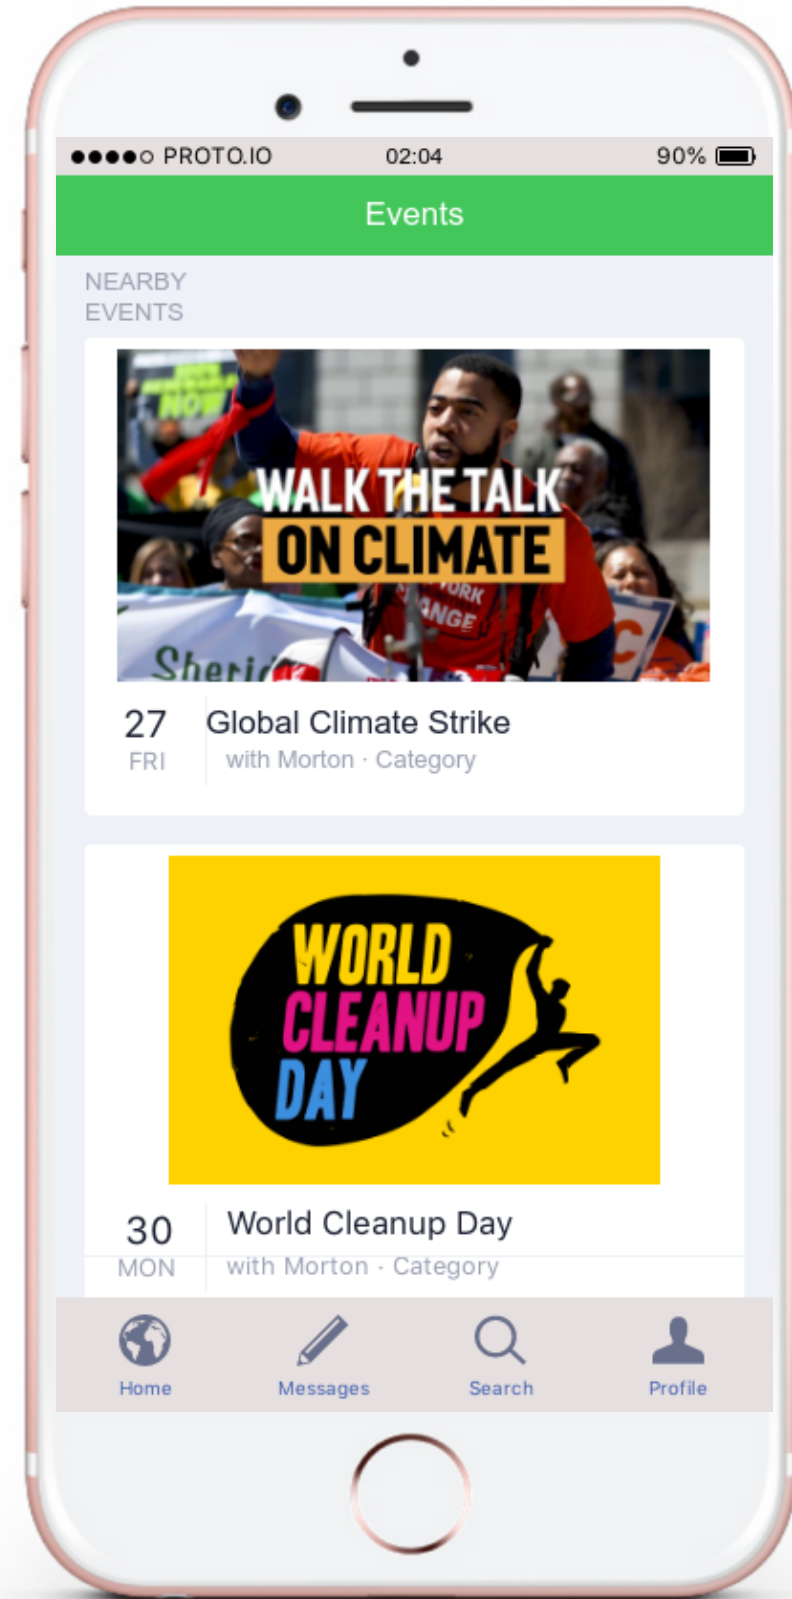 PROTO.IO 02:04 90%
Events
NEARBY
EVENTS
NOW
WALK THE TALK
ON CLIMATE
ANGE
C
Sherid
27 Global Climate Strike
FRI with Morton · Category
WORLD
CLEANUP
DAY
30 World Cleanup Day
MON with Morton · Category
Home Messages Search Profile